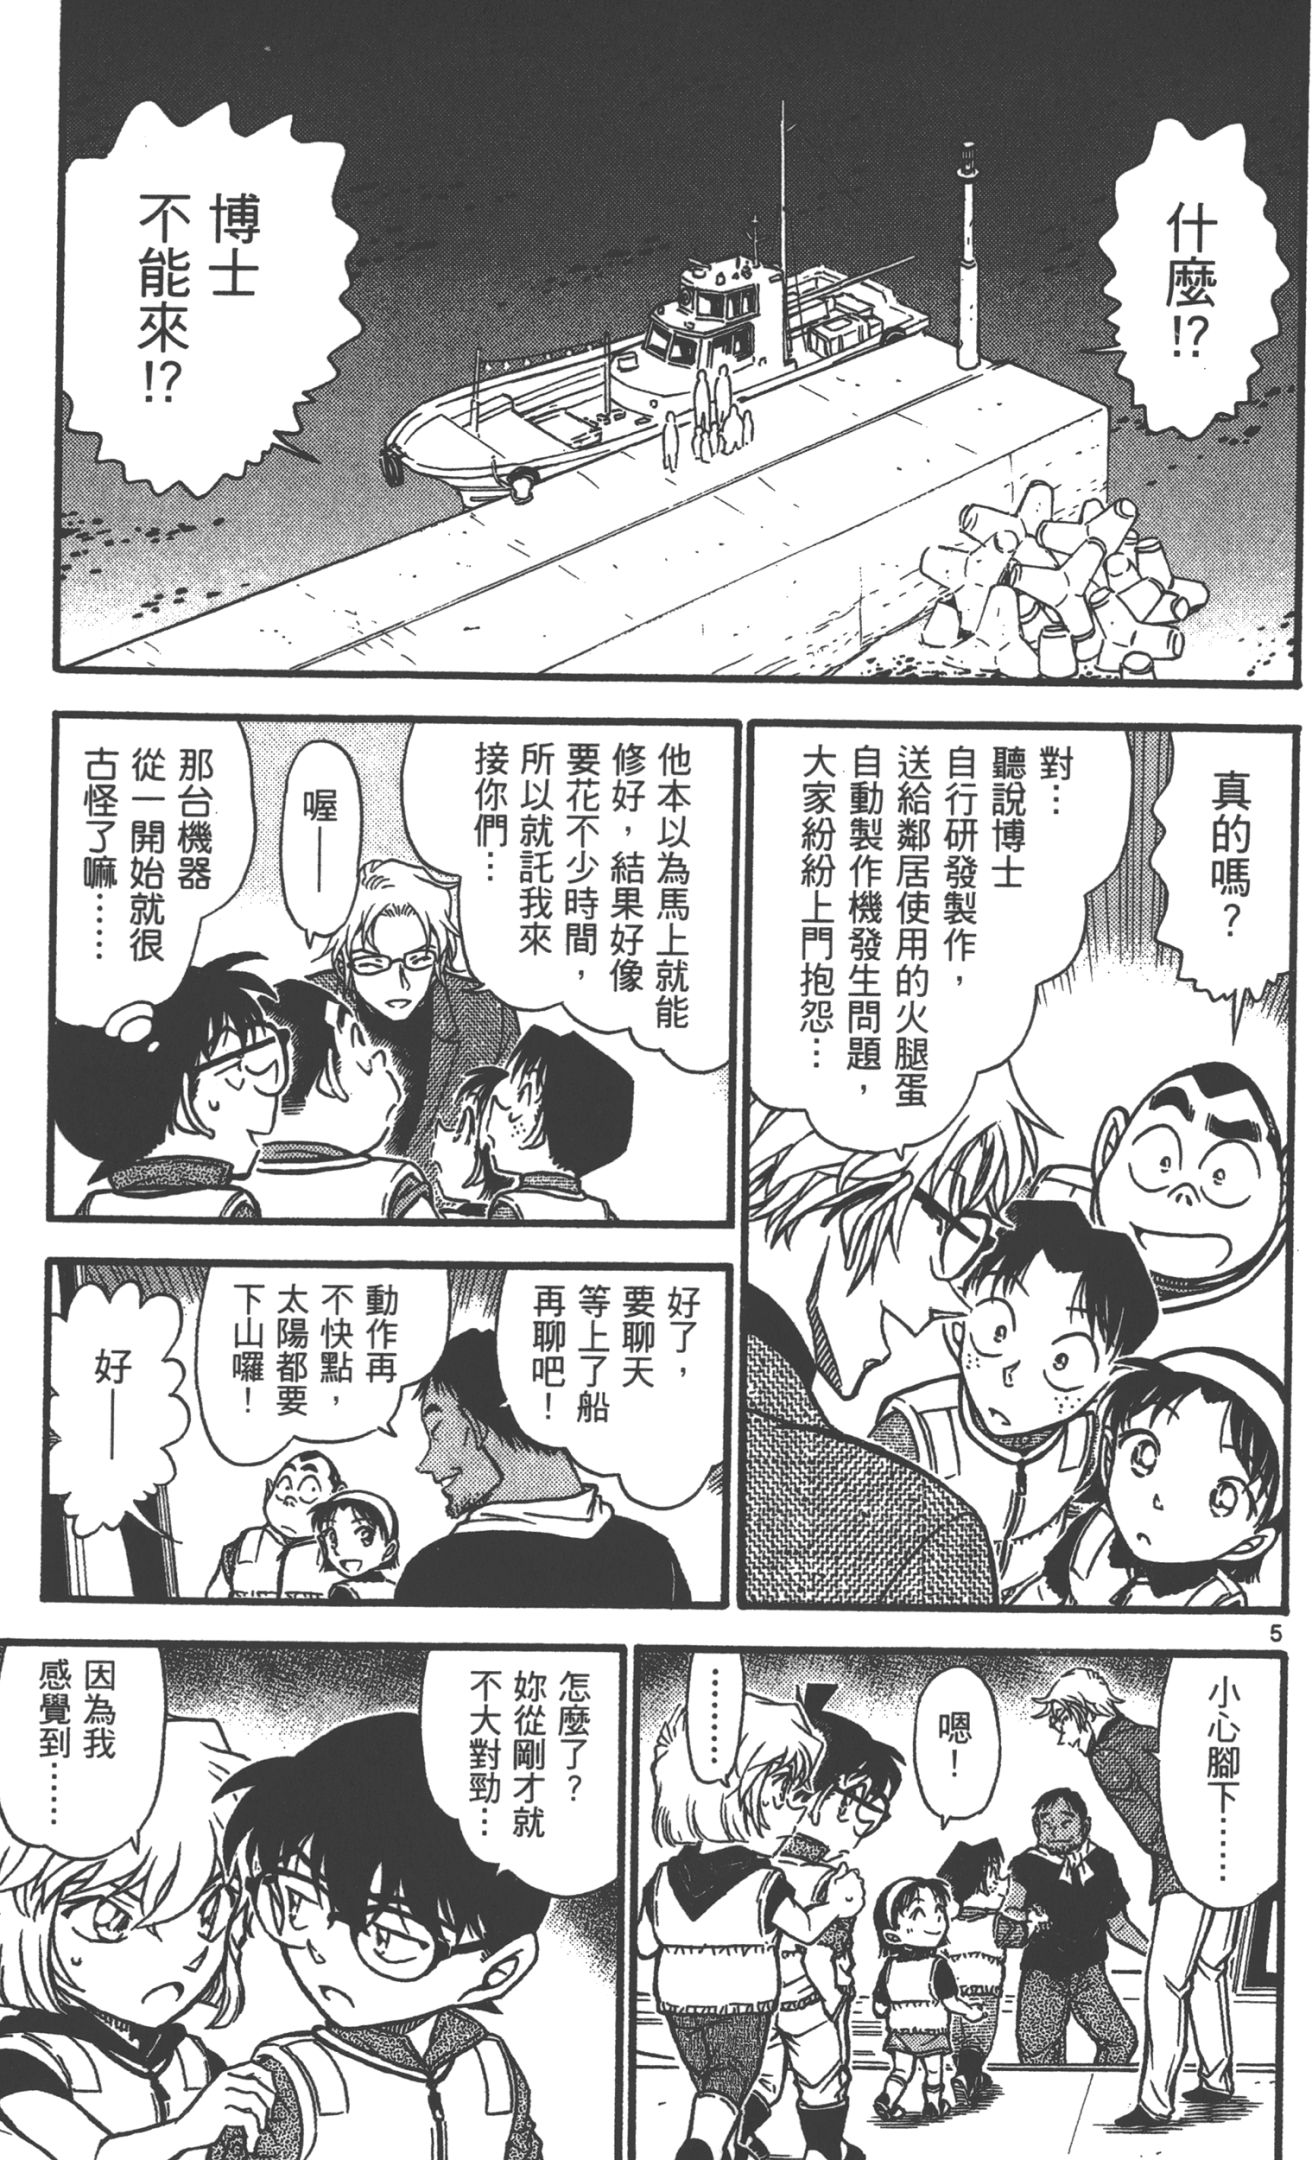 什麼!?
博士
不能來!?
真的嗎？
對…
聽說博士
自行研發製作，
送給鄰居使用的火腿蛋
自動製作機發生問題，
大家紛紛上門抱怨…
他本以為馬上就能
修好，結果好像
要花不少時間，
所以就託我來
接你們…
喔——
那台機器
從一開始就很
古怪了嘛……
好了，
要聊天
等上了船
再聊吧！
動作再
不快點，
太陽都要
下山囉！
好——
5
小心腳下……
嗯！
………
怎麼了？
妳從剛才就
不大對勁…
因為我
感覺到……